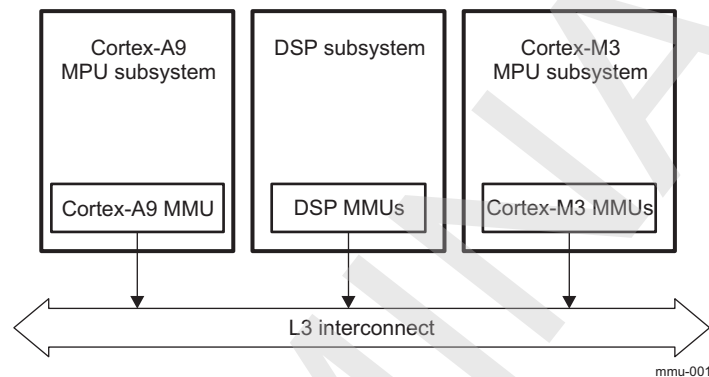 Cortex-A9
MPU subsystem
DSP subsystem
Cortex-M3
MPU subsystem
Cortex-A9 MMU
DSP MMUs
Cortex-M3 MMUs
L3 interconnect
mmu-001